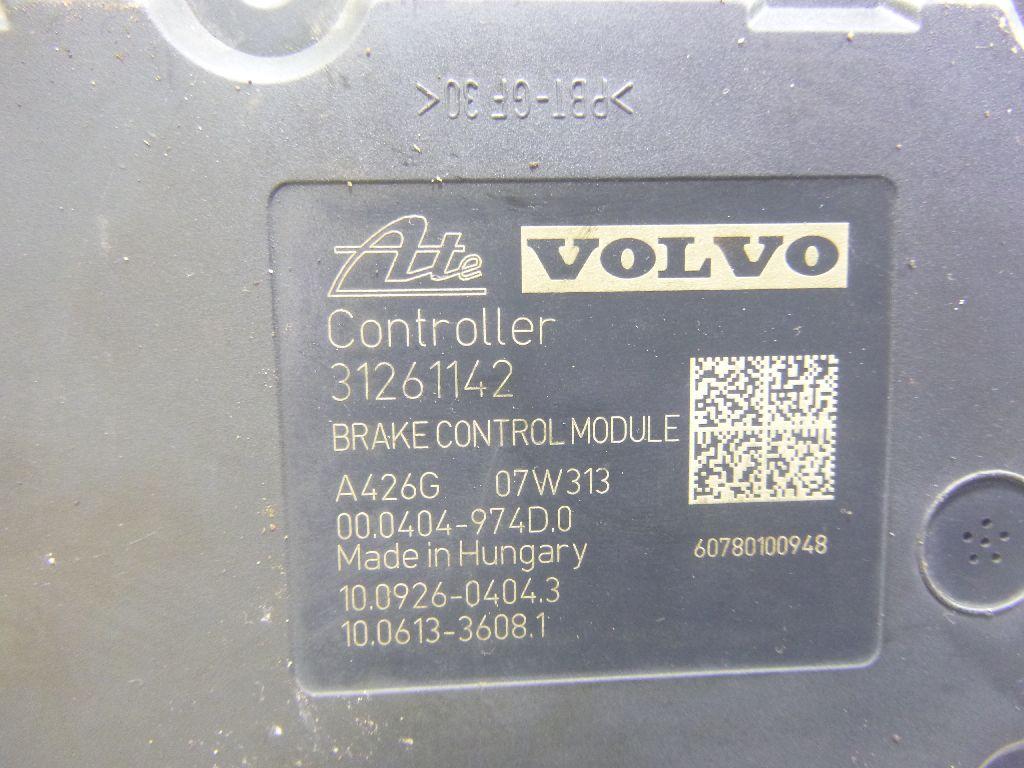 >PBT-GF30<
Ate VOLVO
Controller
31261142
BRAKE CONTROL MODULE
A426G 07W313
00.0404-974D.0
Made in Hungary
60780100948
10.0926-0404.3
10.0613-3608.1